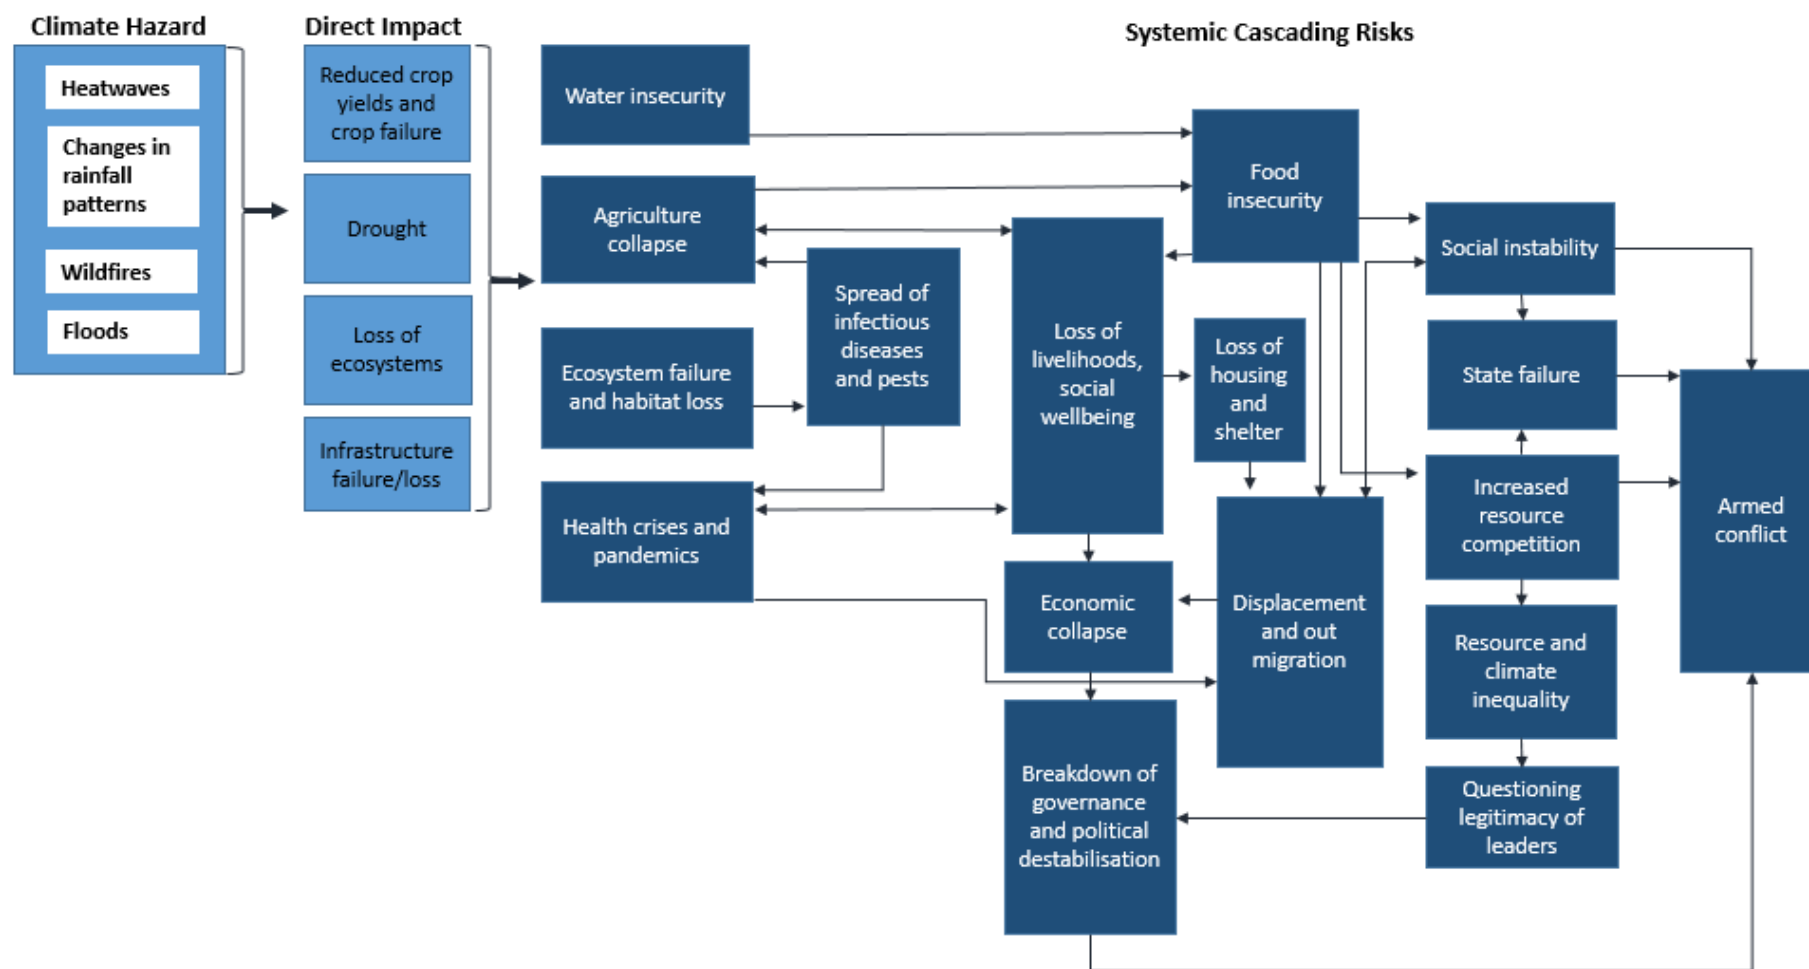 Climate Hazard
Heatwaves
Changes in
rainfall
patterns
Wildfires
Floods
Direct Impact
Reduced crop
yields and
crop failure
Drought
Loss of
ecosystems
Infrastructure
failure/loss
Systemic Cascading Risks
Water insecurity
Agriculture
collapse
Ecosystem failure
and habitat loss
Health crises and
pandemics
Spread of
infectious
diseases
and pests
Loss of
livelihoods,
social
wellbeing
Economic
collapse
Breakdown of
governance
and political
destabilisation
Food
insecurity
Loss of
housing
and
shelter
Displacement
and out
migration
Social instability
State failure
Increased
resource
competition
Resource and
climate
inequality
Questioning
legitimacy of
leaders
Armed
conflict